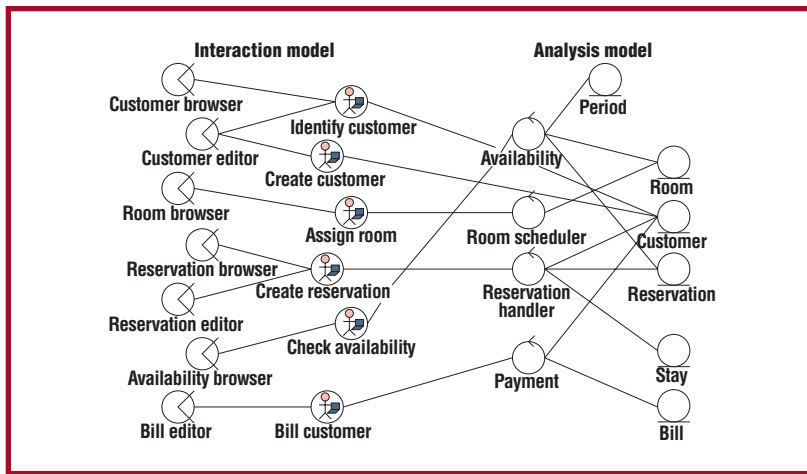 Interaction model
Analysis model
Customer browser
Identify customer
Period
Customer editor
Create customer
Availability
Room
Room browser
Assign room
Room scheduler
Customer
Reservation browser
Create reservation
Reservation
handler
Reservation
Reservation editor
Check availability
Availability browser
Payment
Stay
Bill editor
Bill customer
Bill